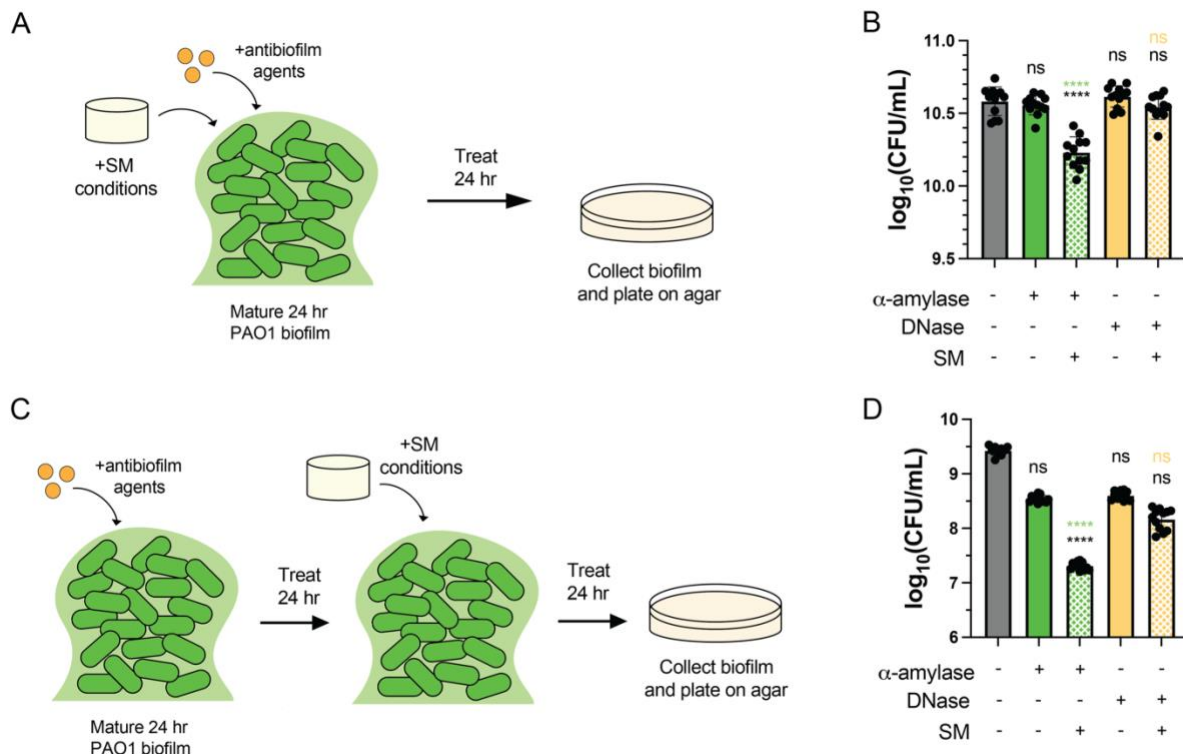 A
+antibiofilm
agents
+SM
conditions
Treat
24 hr
Mature 24 hr
PAO1 biofilm
Collect biofilm
and plate on agar
B
log10(CFU/mL)
11.0
10.5
10.0
9.5
ns
****
****
ns
ns
ns
α-amylase - + + - -
DNase - - - + +
SM - - + - +
C
+antibiofilm
agents
Treat
24 hr
+SM
conditions
Treat
24 hr
Mature 24 hr
PAO1 biofilm
Collect biofilm
and plate on agar
D
log10(CFU/mL)
10
9
8
7
6
ns
****
****
ns
ns
ns
α-amylase - + + - -
DNase - - - + +
SM - - + - +